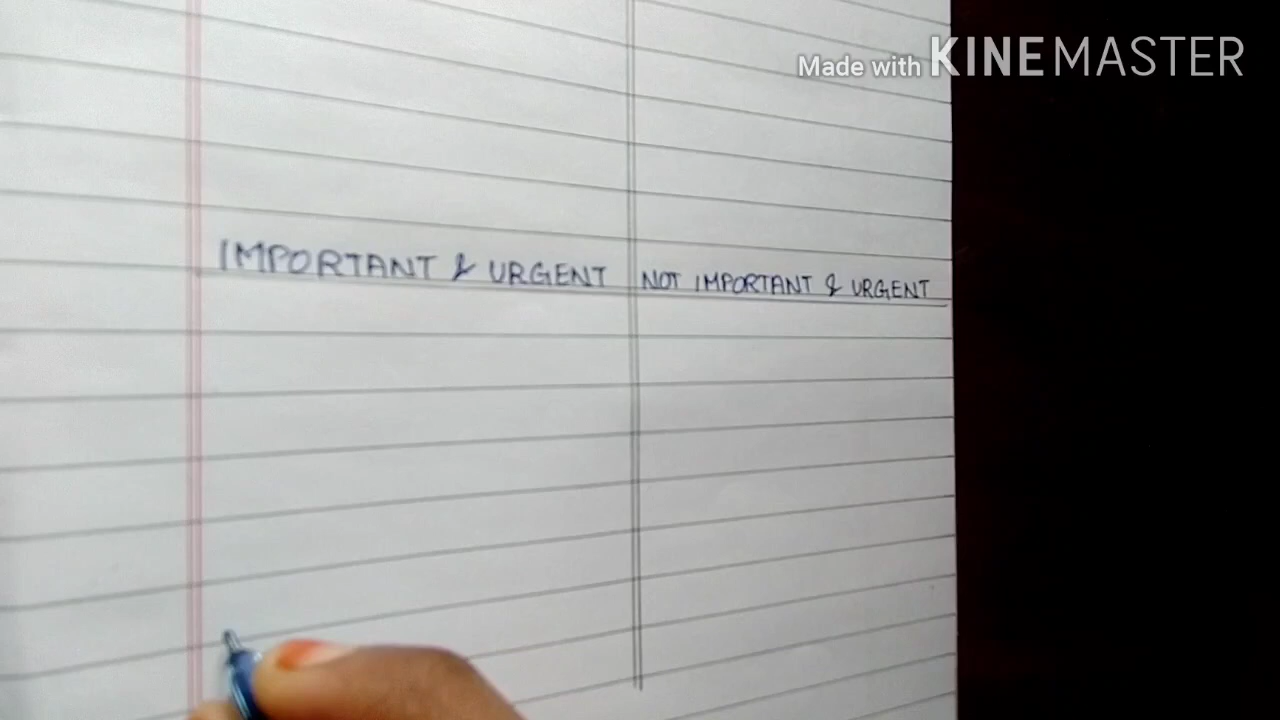 Made with KINEMASTER
IMPORTANT & URGENT
NOT IMPORTANT & URGENT